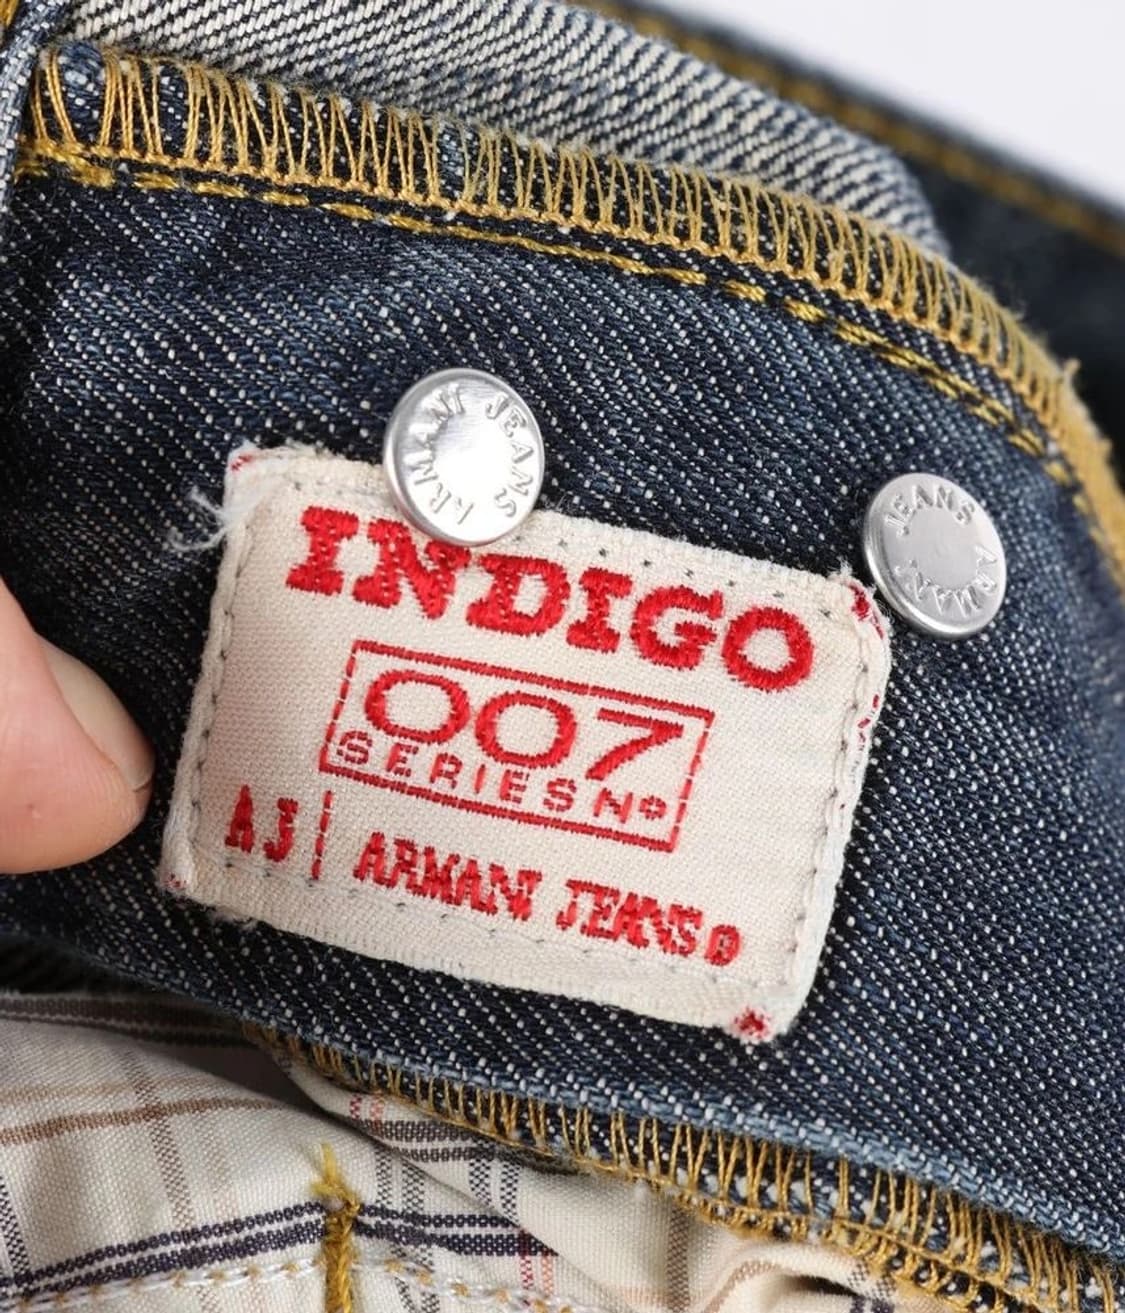 ARMANI JEANS
JEANS ARMANI
INDIGO
007
SERIES Nº
AJ | ARMANI JEANS